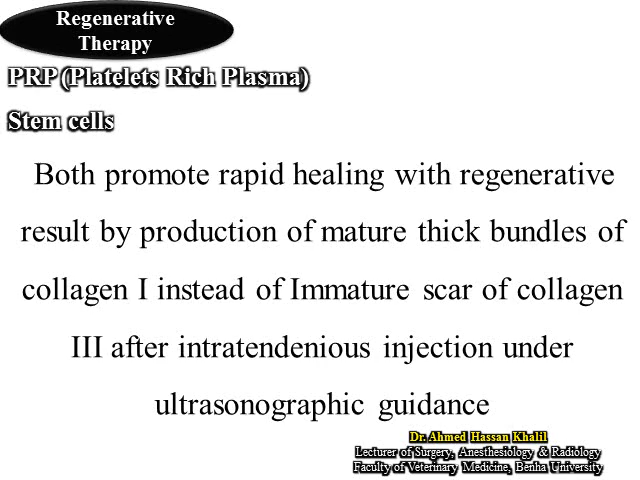 Regenerative
Therapy
PRP (Platelets Rich Plasma)
Stem cells
Both promote rapid healing with regenerative
result by production of mature thick bundles of
collagen I instead of Immature scar of collagen
III after intratendenious injection under
ultrasonographic guidance
Dr. Ahmed Hassan Khalil
Lecturer of Surgery, Anesthesiology & Radiology
Faculty of Veterinary Medicine, Benha University